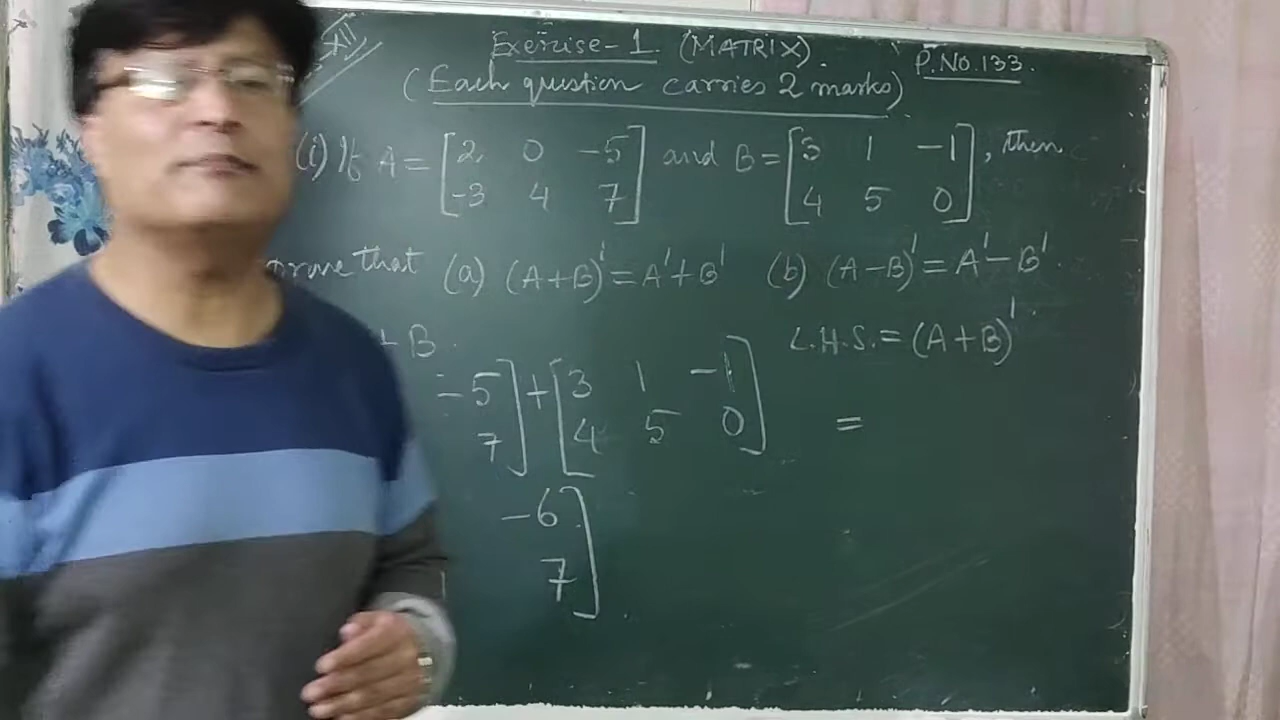 Exercise-1. (MATRIX). P.No.133.
(Each question carries 2 marks)
(i) If A = [2 0 -5] and B = [3 1 -1], then
[-3 4 7] [4 5 0]
prove that (a) (A+B)' = A'+B' (b) (A-B)' = A'-B'.
+ B. L.H.S. = (A+B)'
-5] + [3 1 -1]
7] [4 5 0] =
-6]
7]